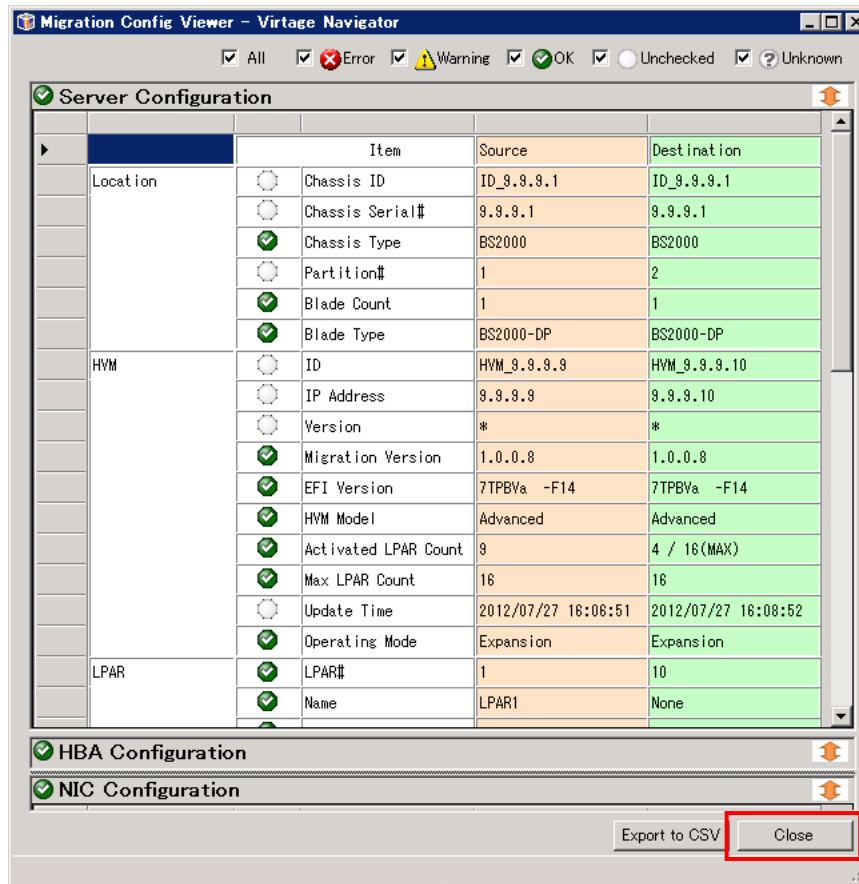 Migration Config Viewer - Virtage Navigator
All Error Warning OK Unchecked ? Unknown
Server Configuration
Item Source Destination
Location Chassis ID ID_9.9.9.1 ID_9.9.9.1
Chassis Serial# 9.9.9.1 9.9.9.1
Chassis Type BS2000 BS2000
Partition# 1 2
Blade Count 1 1
Blade Type BS2000-DP BS2000-DP
HVM ID HVM_9.9.9.9 HVM_9.9.9.10
IP Address 9.9.9.9 9.9.9.10
Version * *
Migration Version 1.0.0.8 1.0.0.8
EFI Version 7TPBVa -F14 7TPBVa -F14
HVM Model Advanced Advanced
Activated LPAR Count 9 4 / 16(MAX)
Max LPAR Count 16 16
Update Time 2012/07/27 16:06:51 2012/07/27 16:08:52
Operating Mode Expansion Expansion
LPAR LPAR# 1 10
Name LPAR1 None
HBA Configuration
NIC Configuration
Export to CSV Close